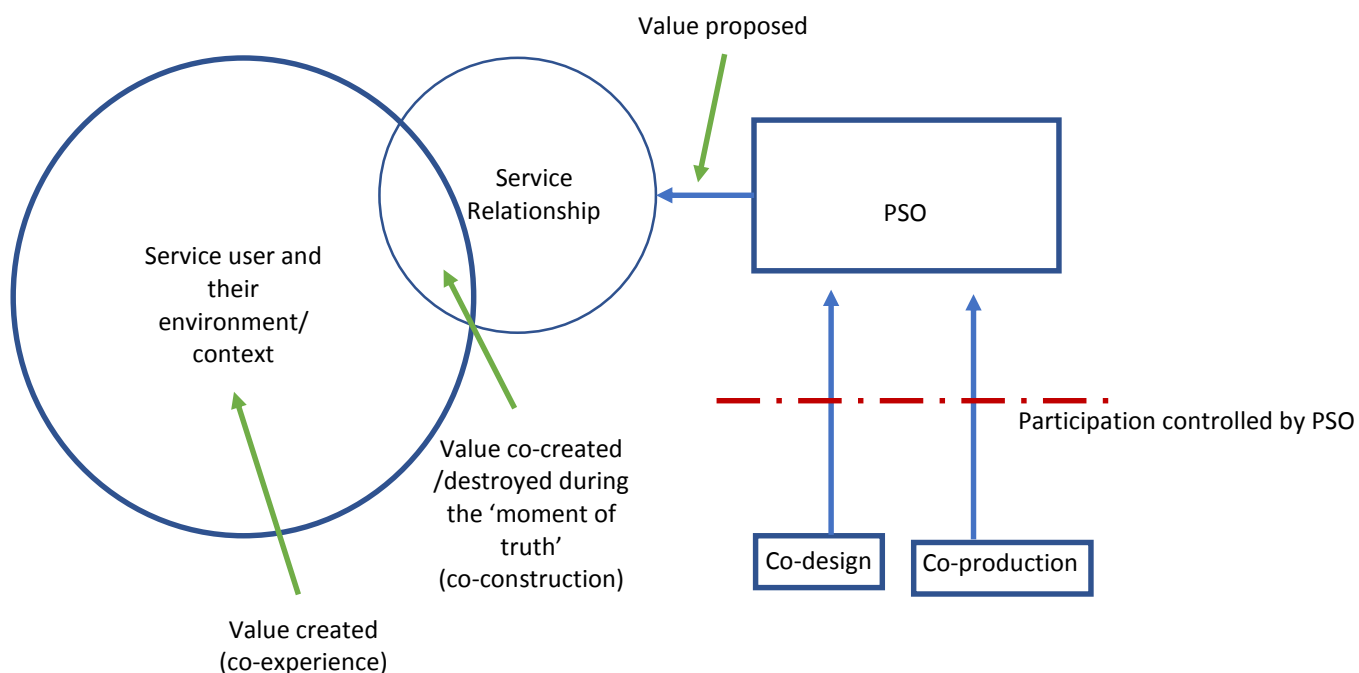 Value proposed
Service
Relationship
PSO
Service user and
their
environment/
context
Participation controlled by PSO
Value co-created
/destroyed during
the ‘moment of
truth’
(co-construction)
Co-design
Co-production
Value created
(co-experience)